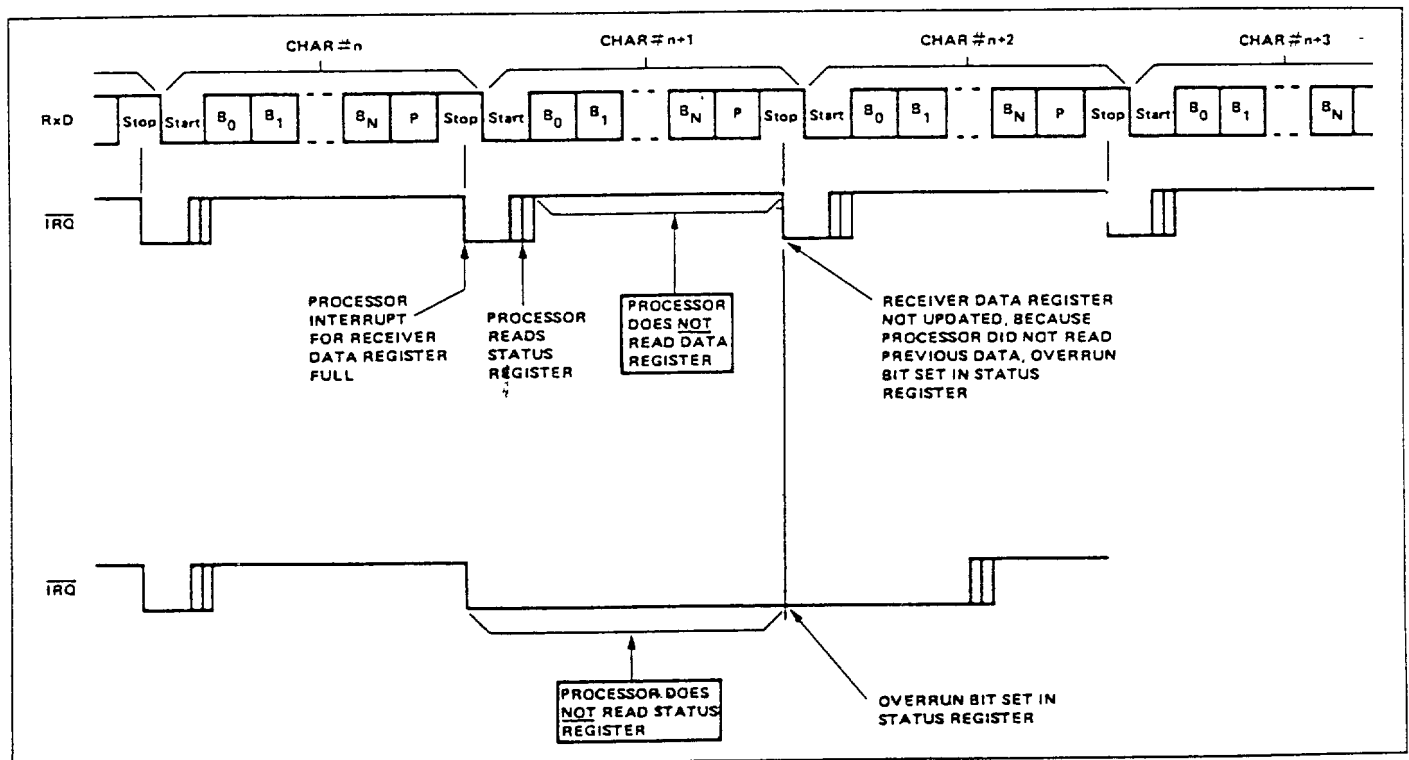 CHAR #n
CHAR #n+1
CHAR #n+2
CHAR #n+3
RxD
Stop Start B0 B1 BN P Stop Start B0 B1 BN P Stop Start B0 B1 BN P Stop Start B0 B1 BN
IRQ
PROCESSOR
INTERRUPT
FOR RECEIVER
DATA REGISTER
FULL
PROCESSOR
READS
STATUS
REGISTER
PROCESSOR
DOES NOT
READ DATA
REGISTER
RECEIVER DATA REGISTER
NOT UPDATED, BECAUSE
PROCESSOR DID NOT READ
PREVIOUS DATA, OVERRUN
BIT SET IN STATUS
REGISTER
IRQ
PROCESSOR DOES
NOT READ STATUS
REGISTER
OVERRUN BIT SET IN
STATUS REGISTER